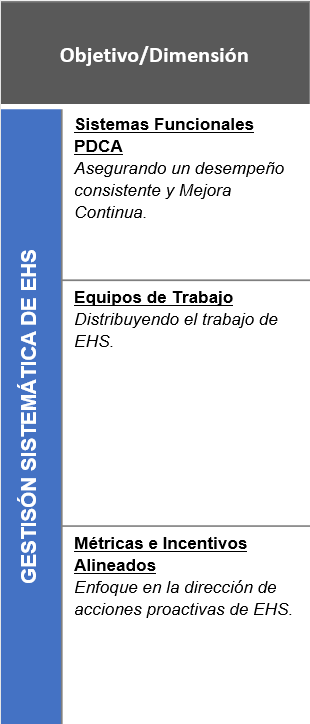 Objetivo/Dimensión
GESTISÓN SISTEMÁTICA DE EHS
Sistemas Funcionales
PDCA
Asegurando un desempeño
consistente y Mejora
Continua.
Equipos de Trabajo
Distribuyendo el trabajo de
EHS.
Métricas e Incentivos
Alineados
Enfoque en la dirección de
acciones proactivas de EHS.